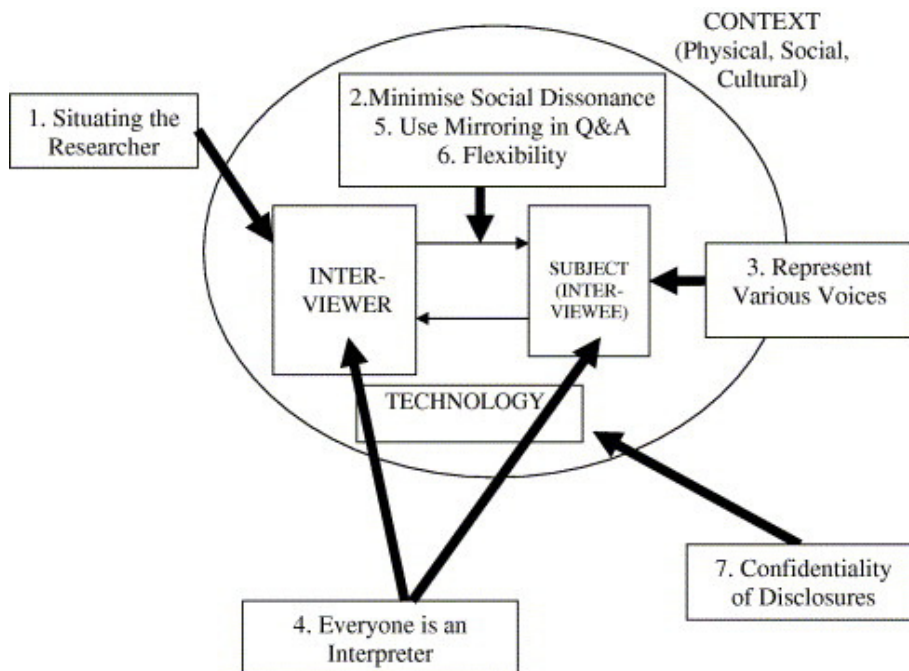 CONTEXT
(Physical, Social,
Cultural)
2.Minimise Social Dissonance
5. Use Mirroring in Q&A
6. Flexibility
1. Situating the
Researcher
INTER-
VIEWER
SUBJECT
(INTER-
VIEWEE)
3. Represent
Various Voices
TECHNOLOGY
7. Confidentiality
of Disclosures
4. Everyone is an
Interpreter